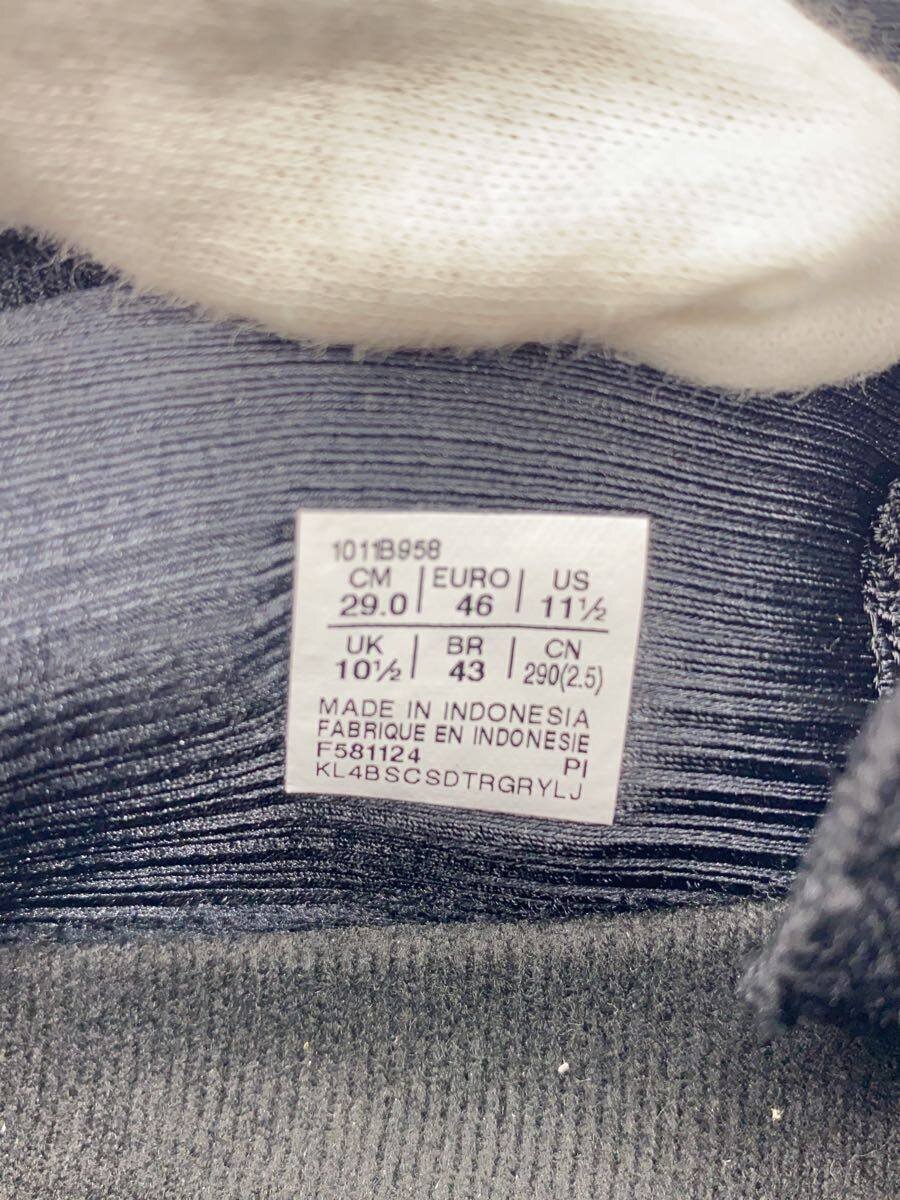 1011B958
CM | EURO | US
29.0 | 46 | 11½
UK | BR | CN
10½ | 43 | 290(2.5)
MADE IN INDONESIA
FABRIQUE EN INDONESIE
F581124 PI
KL4BSCSDTRGRYLJ